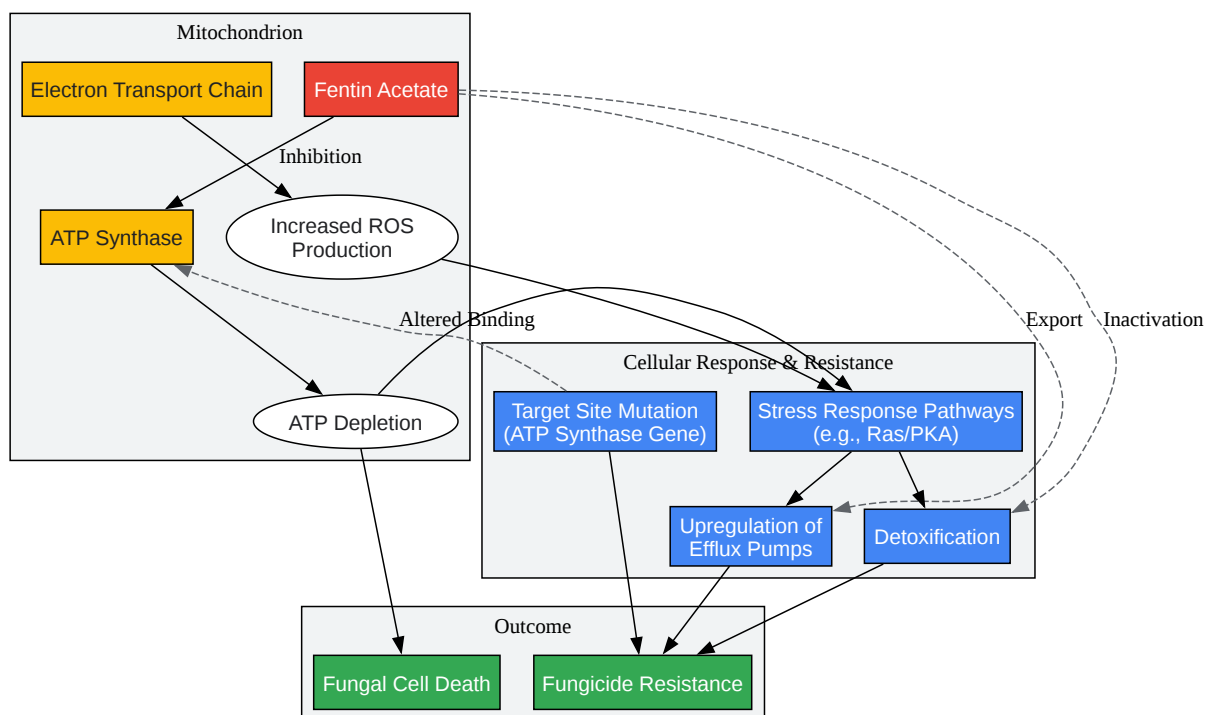 Mitochondrion
Electron Transport Chain
Fentin Acetate
Inhibition
ATP Synthase
Increased ROS
Production
Altered Binding
Export
Inactivation
Cellular Response & Resistance
ATP Depletion
Target Site Mutation
(ATP Synthase Gene)
Stress Response Pathways
(e.g., Ras/PKA)
Upregulation of
Efflux Pumps
Detoxification
Outcome
Fungal Cell Death
Fungicide Resistance